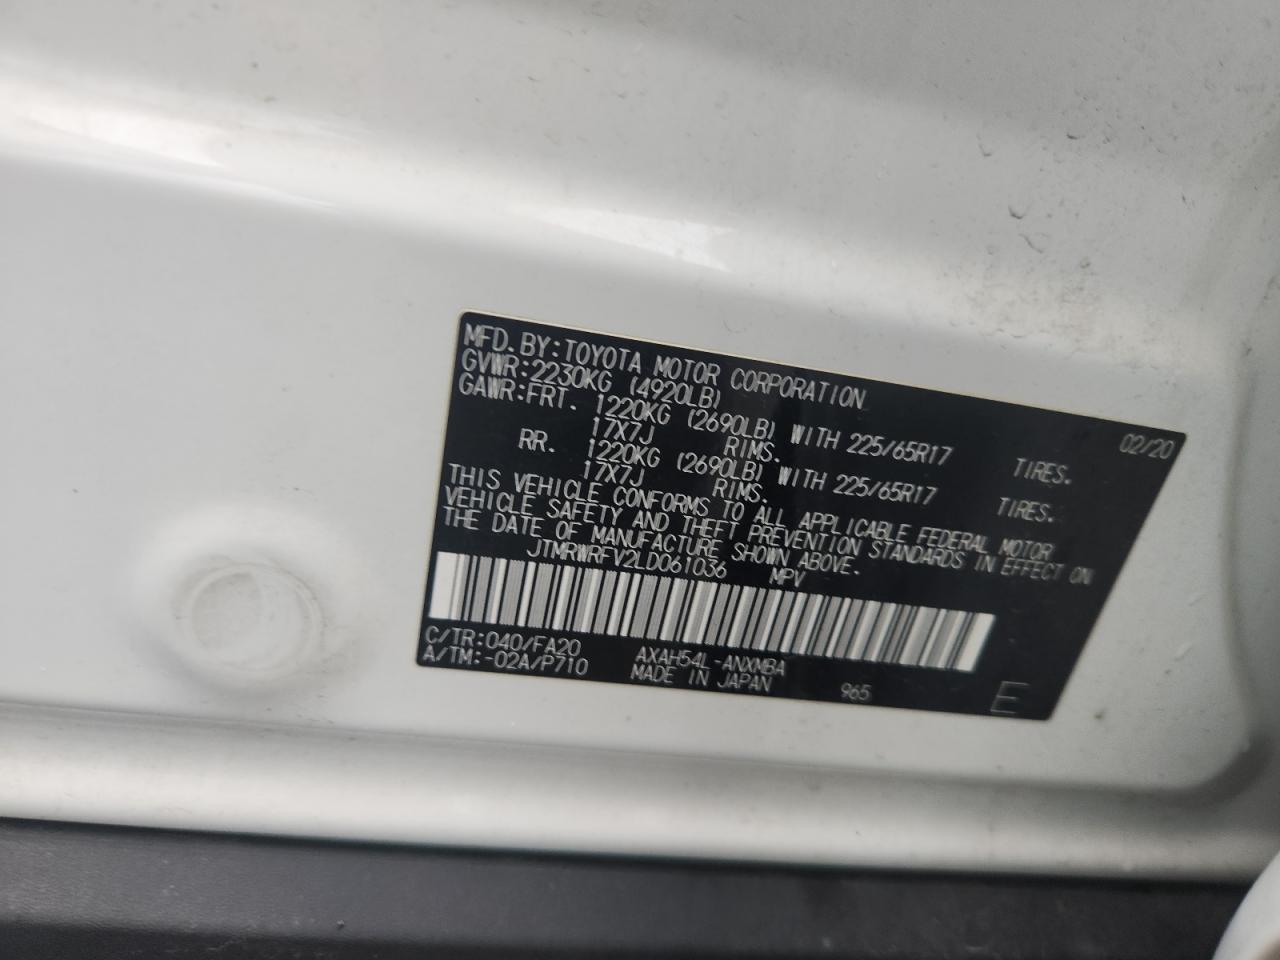 MFD. BY: TOYOTA MOTOR CORPORATION 02/20
GVWR: 2230KG (4920LB)
GAWR: FRT. 1220KG (2690LB) WITH 225/65R17 TIRES.
17X7J RIMS.
RR. 1220KG (2690LB) WITH 225/65R17 TIRES.
17X7J RIMS.
THIS VEHICLE CONFORMS TO ALL APPLICABLE FEDERAL MOTOR
VEHICLE SAFETY AND THEFT PREVENTION STANDARDS IN EFFECT ON
THE DATE OF MANUFACTURE SHOWN ABOVE.
JTMRWRFV2LD061036 MPV
C/TR: 040/FA20 AXAH54L-ANXMBA
A/TM: -02A/P710 MADE IN JAPAN 965 E